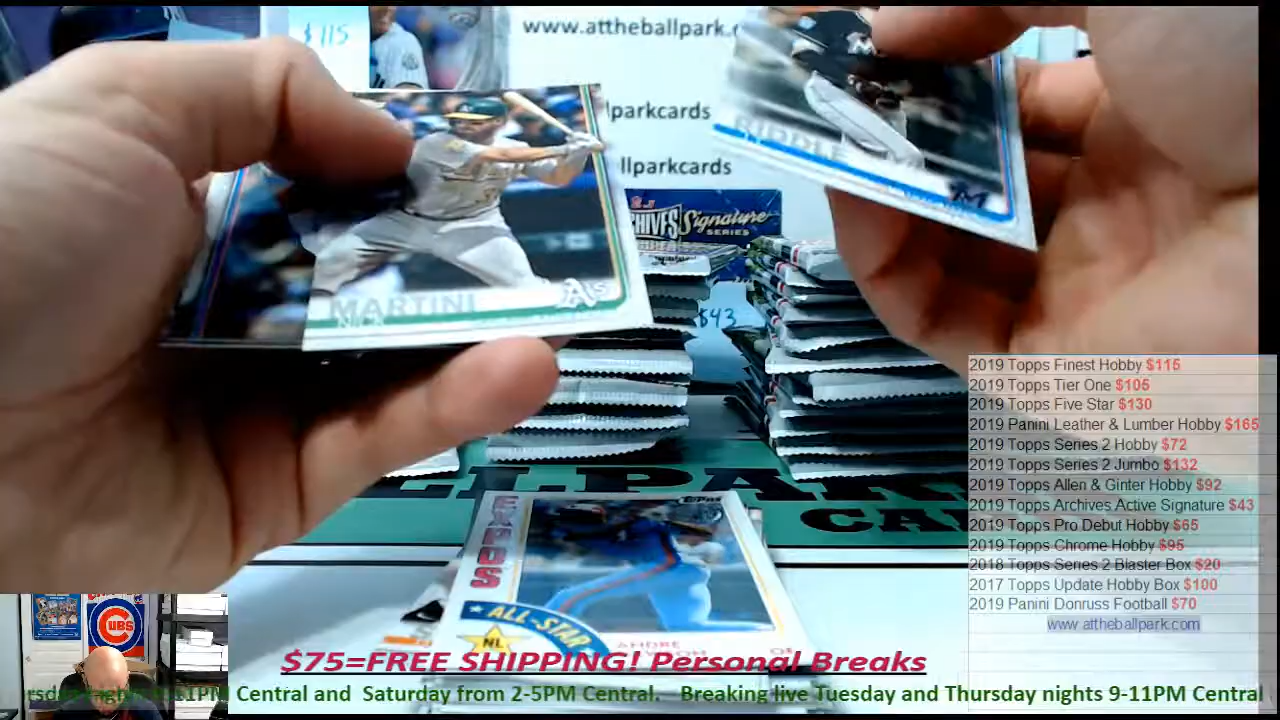 $115
www.attheballpark.
lparkcards
llparkcards
RIDDLE
M
MARTINI
A's
Signature
SERIES
$43
2019 Topps Finest Hobby $115
2019 Topps Tier One $105
2019 Topps Five Star $130
2019 Panini Leather & Lumber Hobby $165
2019 Topps Series 2 Hobby $72
2019 Topps Series 2 Jumbo $132
2019 Topps Allen & Ginter Hobby $92
2019 Topps Archives Active Signature $43
2019 Topps Pro Debut Hobby $65
2019 Topps Chrome Hobby $95
2018 Topps Series 2 Blaster Box $20
2017 Topps Update Hobby Box $100
2019 Panini Donruss Football $70
www attheballpark.com
EXPOS
Topps
ALL-STAR
NL
ANDRE
CUBS
$75=FREE SHIPPING! Personal Breaks
PM Central and Saturday from 2-5PM Central. Breaking live Tuesday and Thursday nights 9-11PM Central